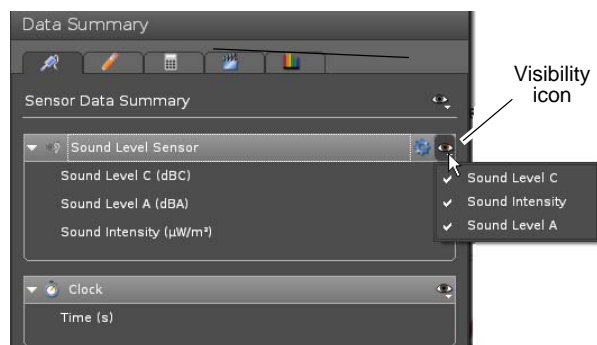 Data Summary
Sensor Data Summary
Visibility
icon
Sound Level Sensor
Sound Level C (dBC)
Sound Level A (dBA)
Sound Intensity (µW/m²)
Sound Level C
Sound Intensity
Sound Level A
Clock
Time (s)